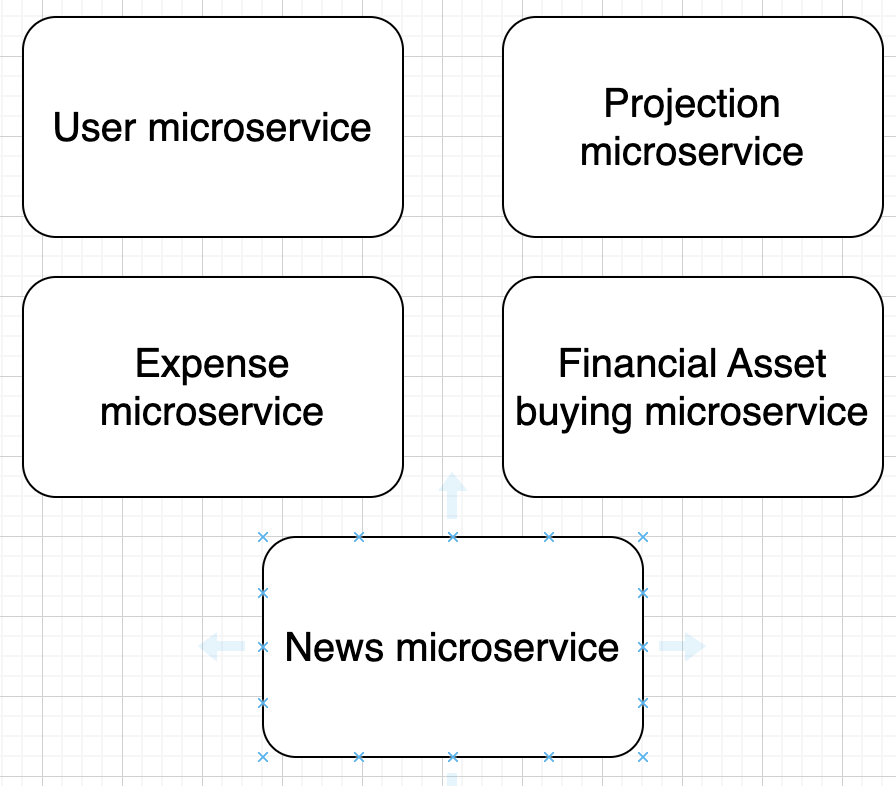 User microservice
Projection
microservice
Expense
microservice
Financial Asset
buying microservice
News microservice